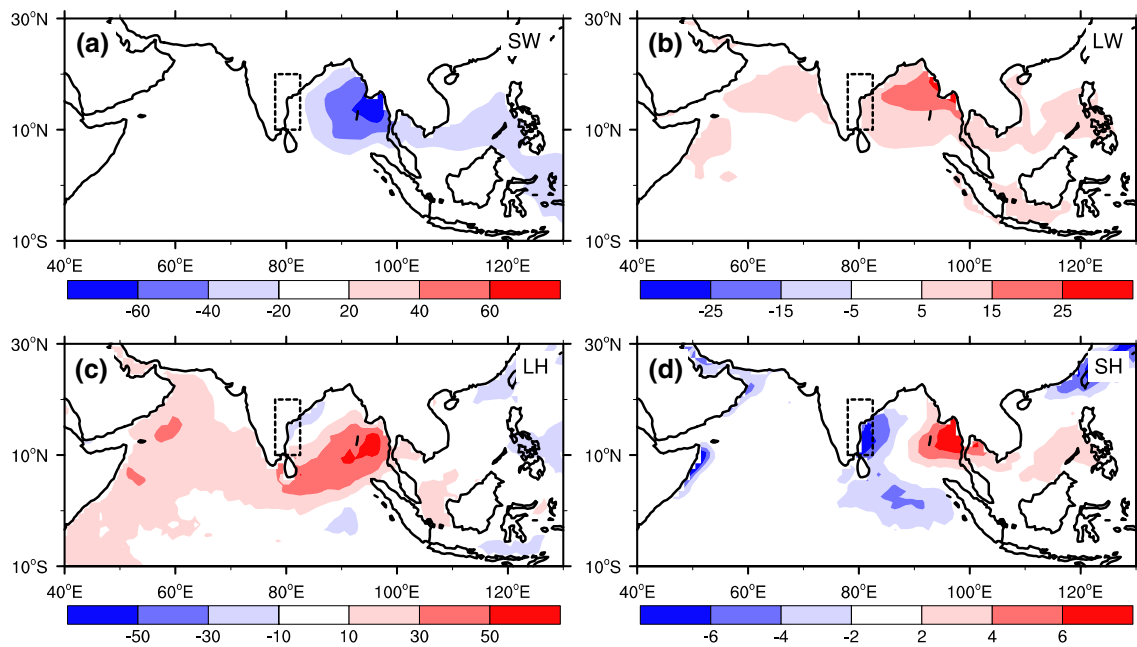 (a) SW
30°N
10°N
10°S
40°E 60°E 80°E 100°E 120°E
-60 -40 -20 20 40 60
(b) LW
30°N
10°N
10°S
40°E 60°E 80°E 100°E 120°E
-25 -15 -5 5 15 25
(c) LH
30°N
10°N
10°S
40°E 60°E 80°E 100°E 120°E
-50 -30 -10 10 30 50
(d) SH
30°N
10°N
10°S
40°E 60°E 80°E 100°E 120°E
-6 -4 -2 2 4 6